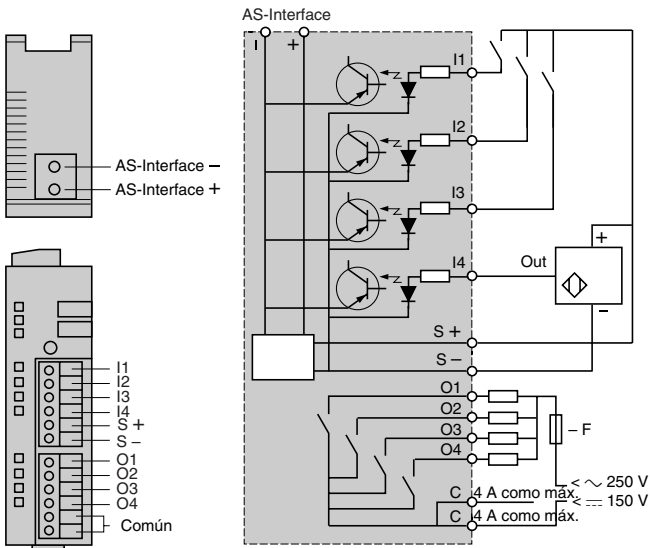 AS-Interface
– +
I1
I2
I3
I4
Out
+
–
S +
S –
O1
O2
O3
O4
– F
C 4 A como máx.
C 4 A como máx.
< ~ 250 V
< ⎓ 150 V
AS-Interface –
AS-Interface +
I1
I2
I3
I4
S +
S –
O1
O2
O3
O4
Común